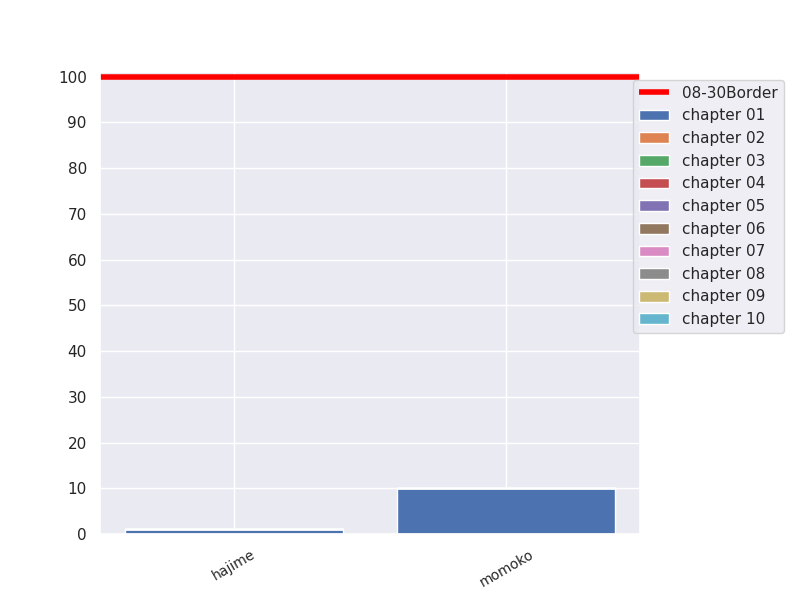 100
90
80
70
60
50
40
30
20
10
0
hajime
momoko
08-30Border
chapter 01
chapter 02
chapter 03
chapter 04
chapter 05
chapter 06
chapter 07
chapter 08
chapter 09
chapter 10